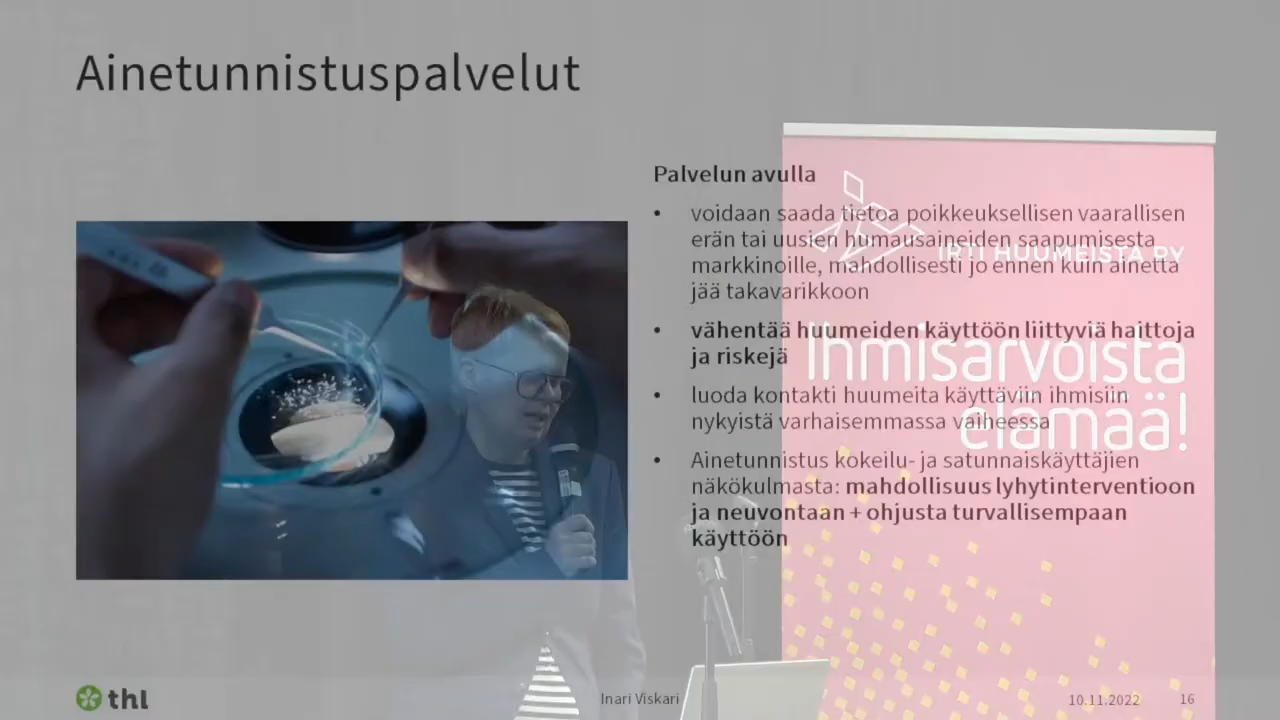 Ainetunnistuspalvelut
Palvelun avulla
• voidaan saada tietoa poikkeuksellisen vaarallisen
erän tai uusien humausaineiden saapumisesta
markkinoille, mahdollisesti jo ennen kuin ainetta
jää takavarikkoon
• vähentää huumeiden käyttöön liittyviä haittoja
ja riskejä
• luoda kontakti huumeita käyttäviin ihmisiin
nykyistä varhaisemmassa vaiheessa
• Ainetunnistus kokeilu- ja satunnaiskäyttäjien
näkökulmasta: mahdollisuus lyhytinterventioon
ja neuvontaan + ohjusta turvallisempaan
käyttöön
IRTI HUUMEISTA RY
Ihmisarvoista
elämää!
thl
Inari Viskari
10.11.2022
16